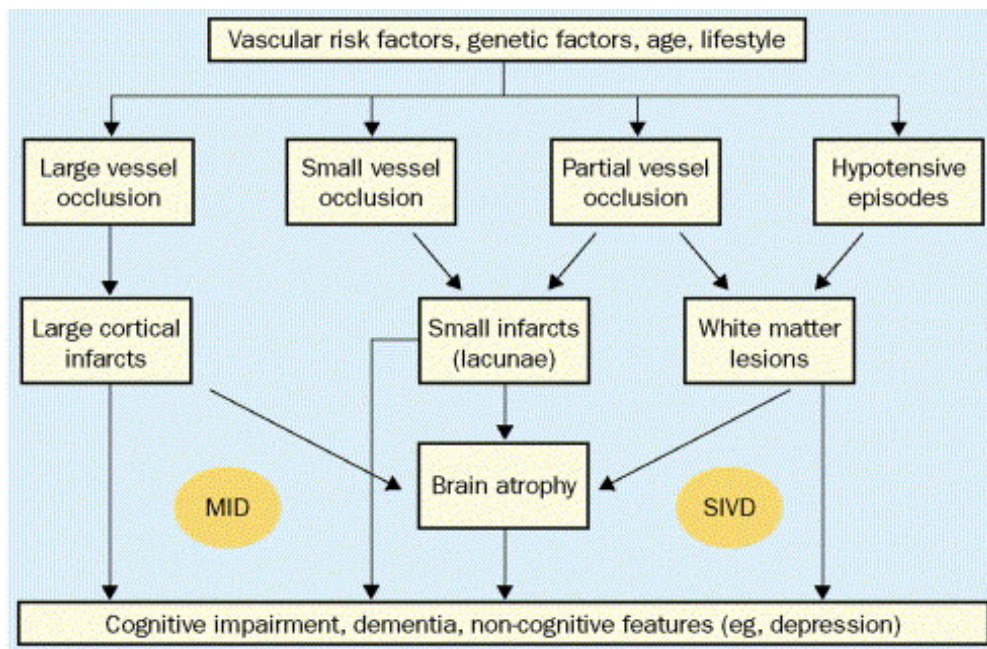 Vascular risk factors, genetic factors, age, lifestyle
Large vessel
occlusion
Small vessel
occlusion
Partial vessel
occlusion
Hypotensive
episodes
Large cortical
infarcts
Small infarcts
(lacunae)
White matter
lesions
Brain atrophy
MID
SIVD
Cognitive impairment, dementia, non-cognitive features (eg, depression)